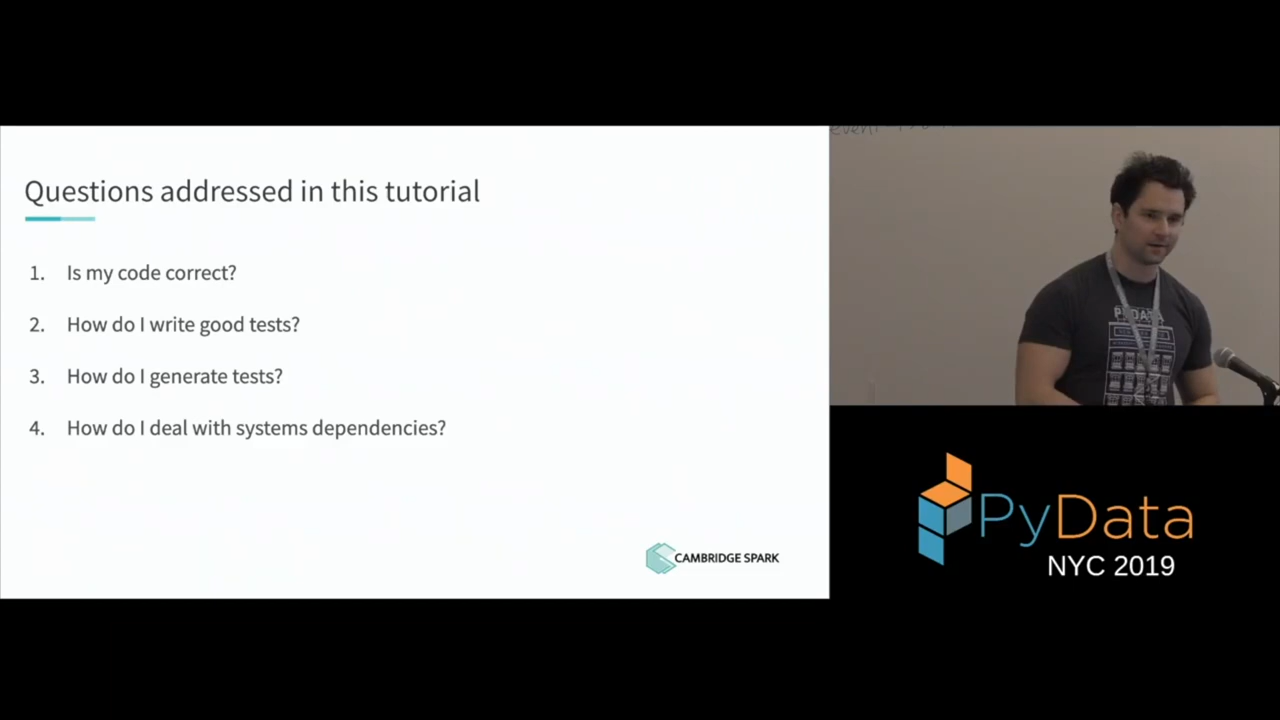 Questions addressed in this tutorial
1. Is my code correct?
2. How do I write good tests?
3. How do I generate tests?
4. How do I deal with systems dependencies?
CAMBRIDGE SPARK
PYDATA
PyData
NYC 2019